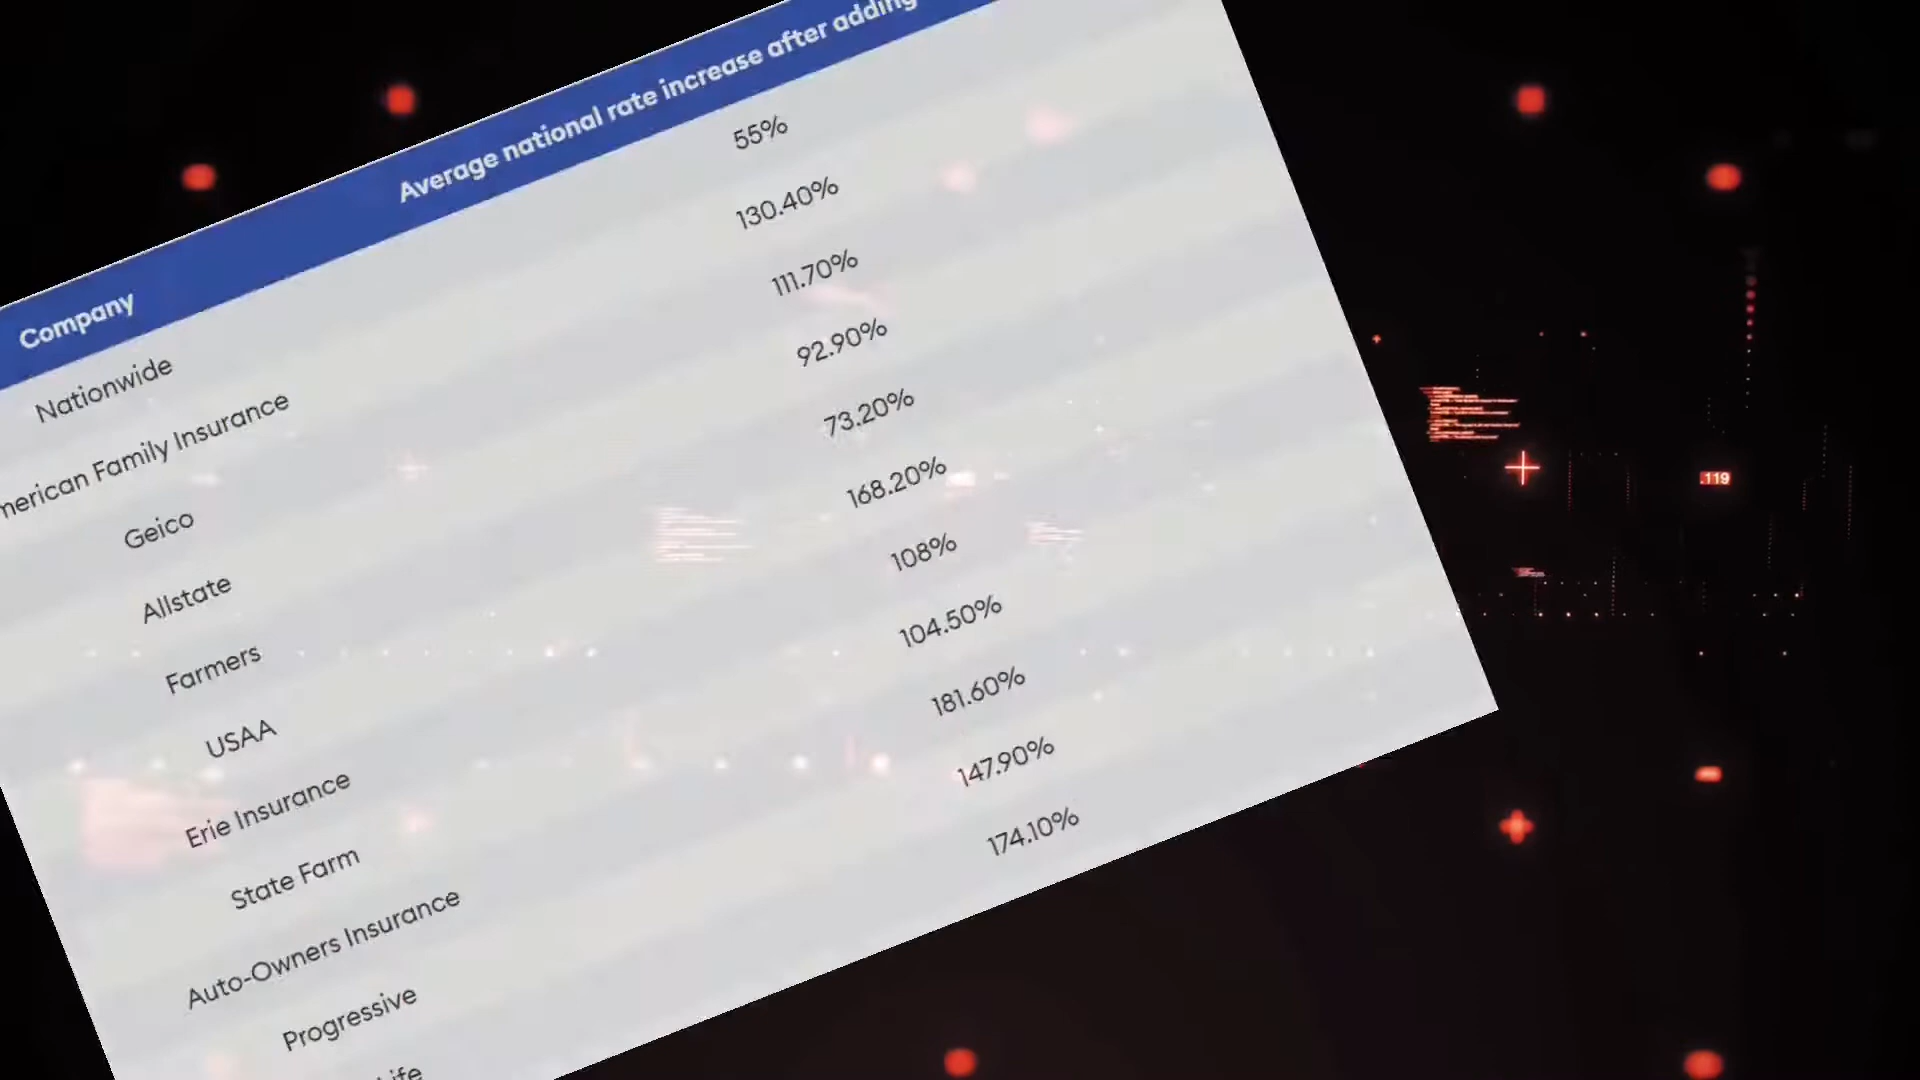 Company Average national rate increase after adding
Nationwide 55%
merican Family Insurance 130.40%
Geico 111.70%
Allstate 92.90%
Farmers 73.20%
USAA 168.20%
Erie Insurance 108%
State Farm 104.50%
Auto-Owners Insurance 181.60%
Progressive 147.90%
Life 174.10%
.119